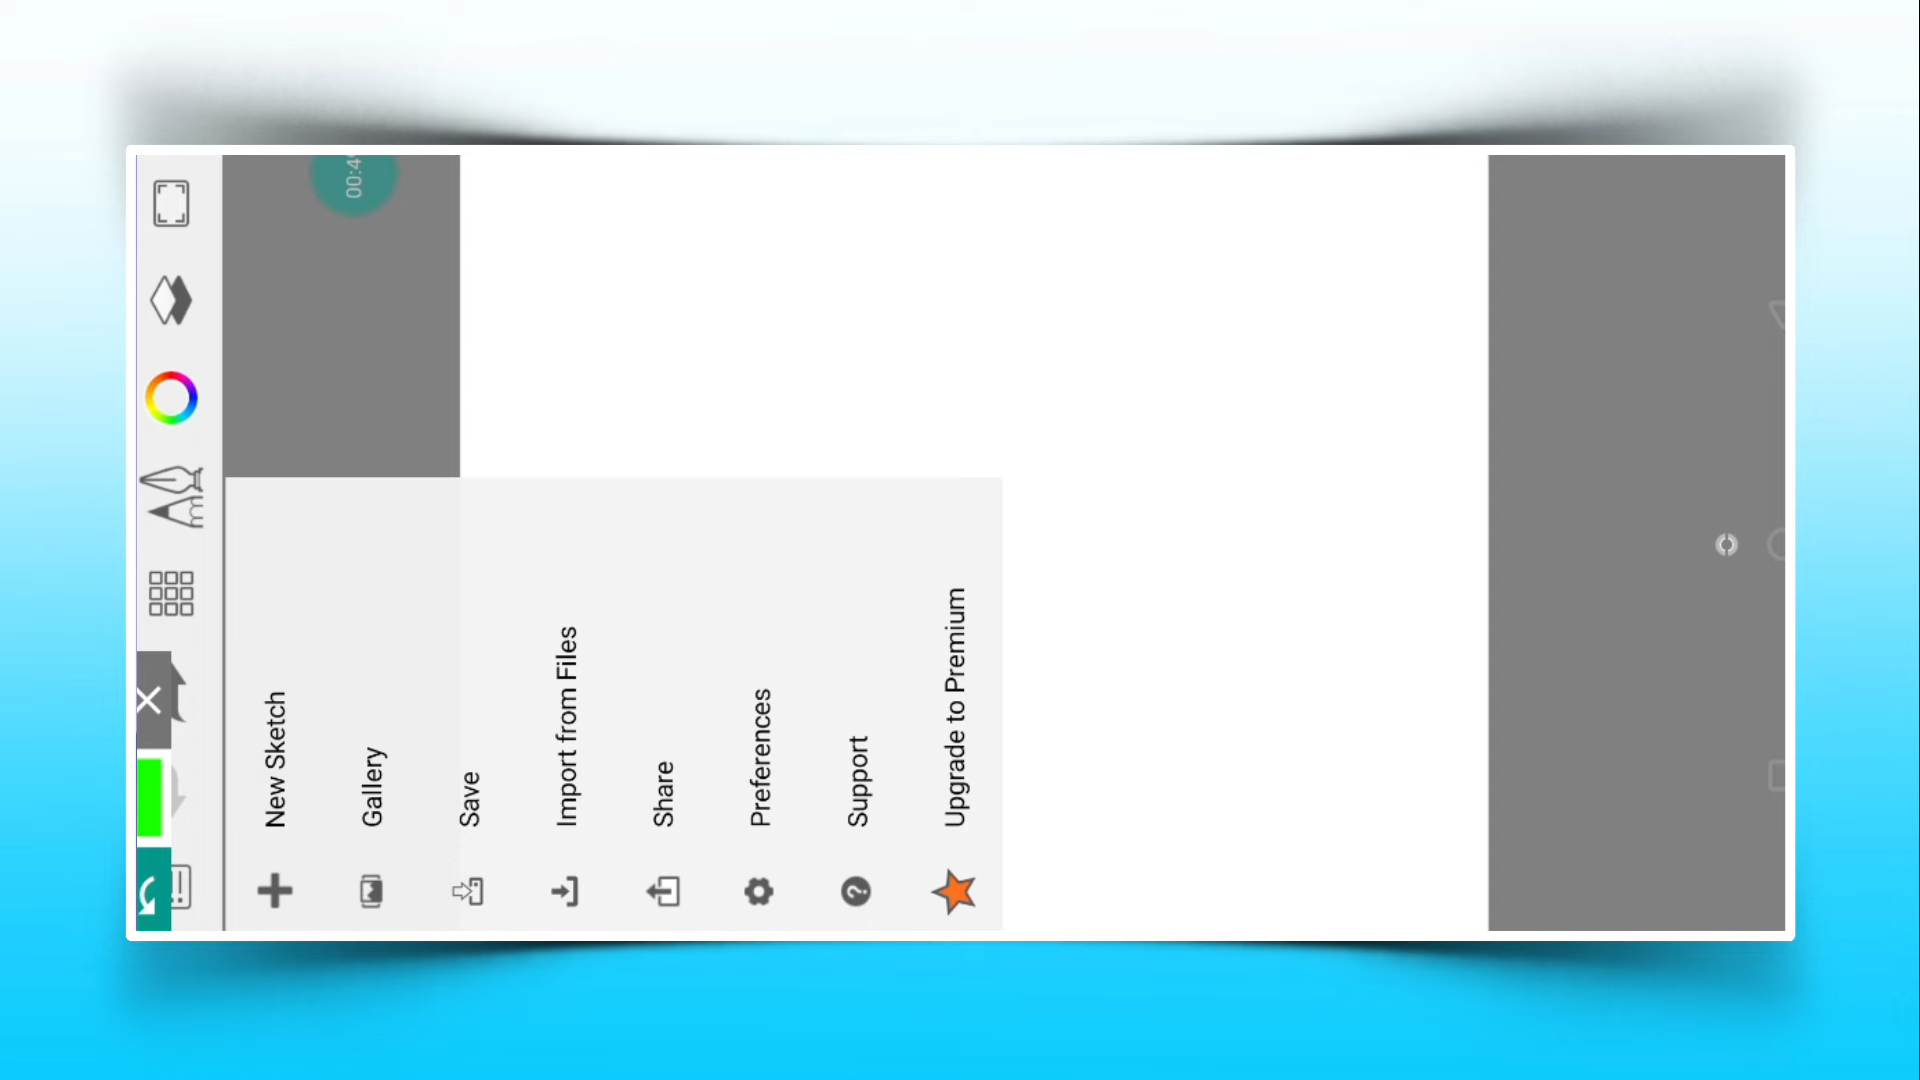 New Sketch
Gallery
Save
Import from Files
Share
Preferences
Support
Upgrade to Premium